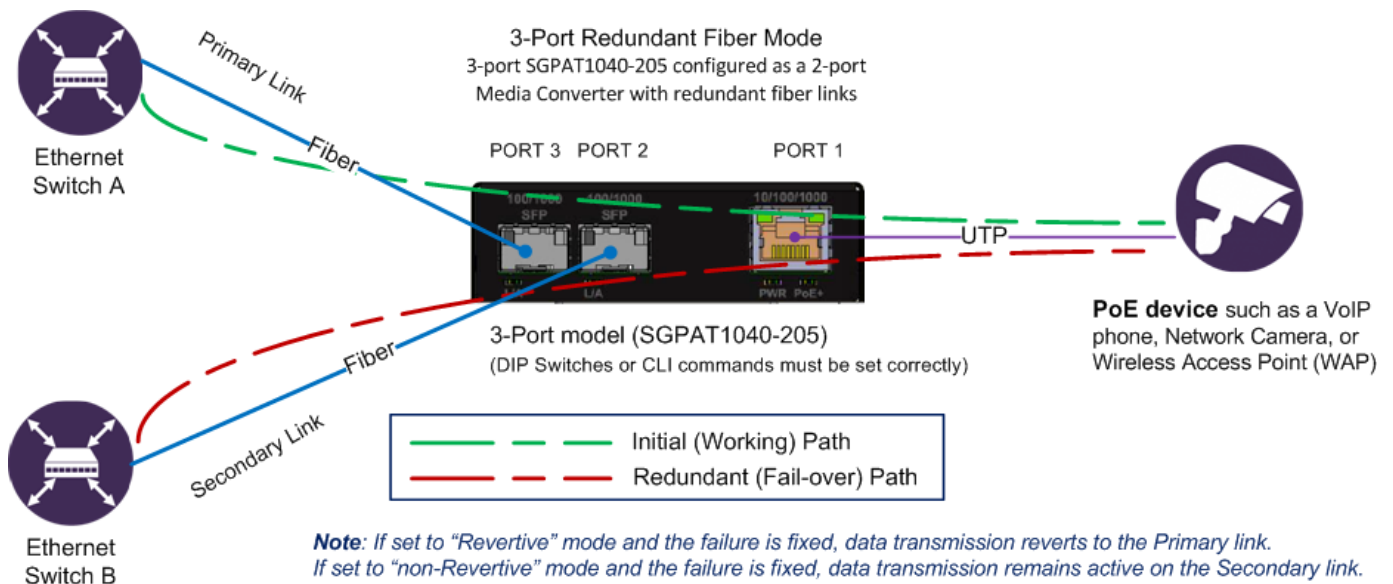 3-Port Redundant Fiber Mode
3-port SGPAT1040-205 configured as a 2-port
Media Converter with redundant fiber links
Primary Link
Fiber
Ethernet
Switch A
PORT 3 PORT 2 PORT 1
100/1000 100/1000 10/100/1000
SFP SFP
UTP
L/A L/A PWR PoE+
PoE device such as a VoIP
phone, Network Camera, or
Wireless Access Point (WAP)
3-Port model (SGPAT1040-205)
(DIP Switches or CLI commands must be set correctly)
Fiber
Secondary Link
Initial (Working) Path
Redundant (Fail-over) Path
Ethernet
Switch B
Note: If set to “Revertive” mode and the failure is fixed, data transmission reverts to the Primary link.
If set to “non-Revertive” mode and the failure is fixed, data transmission remains active on the Secondary link.